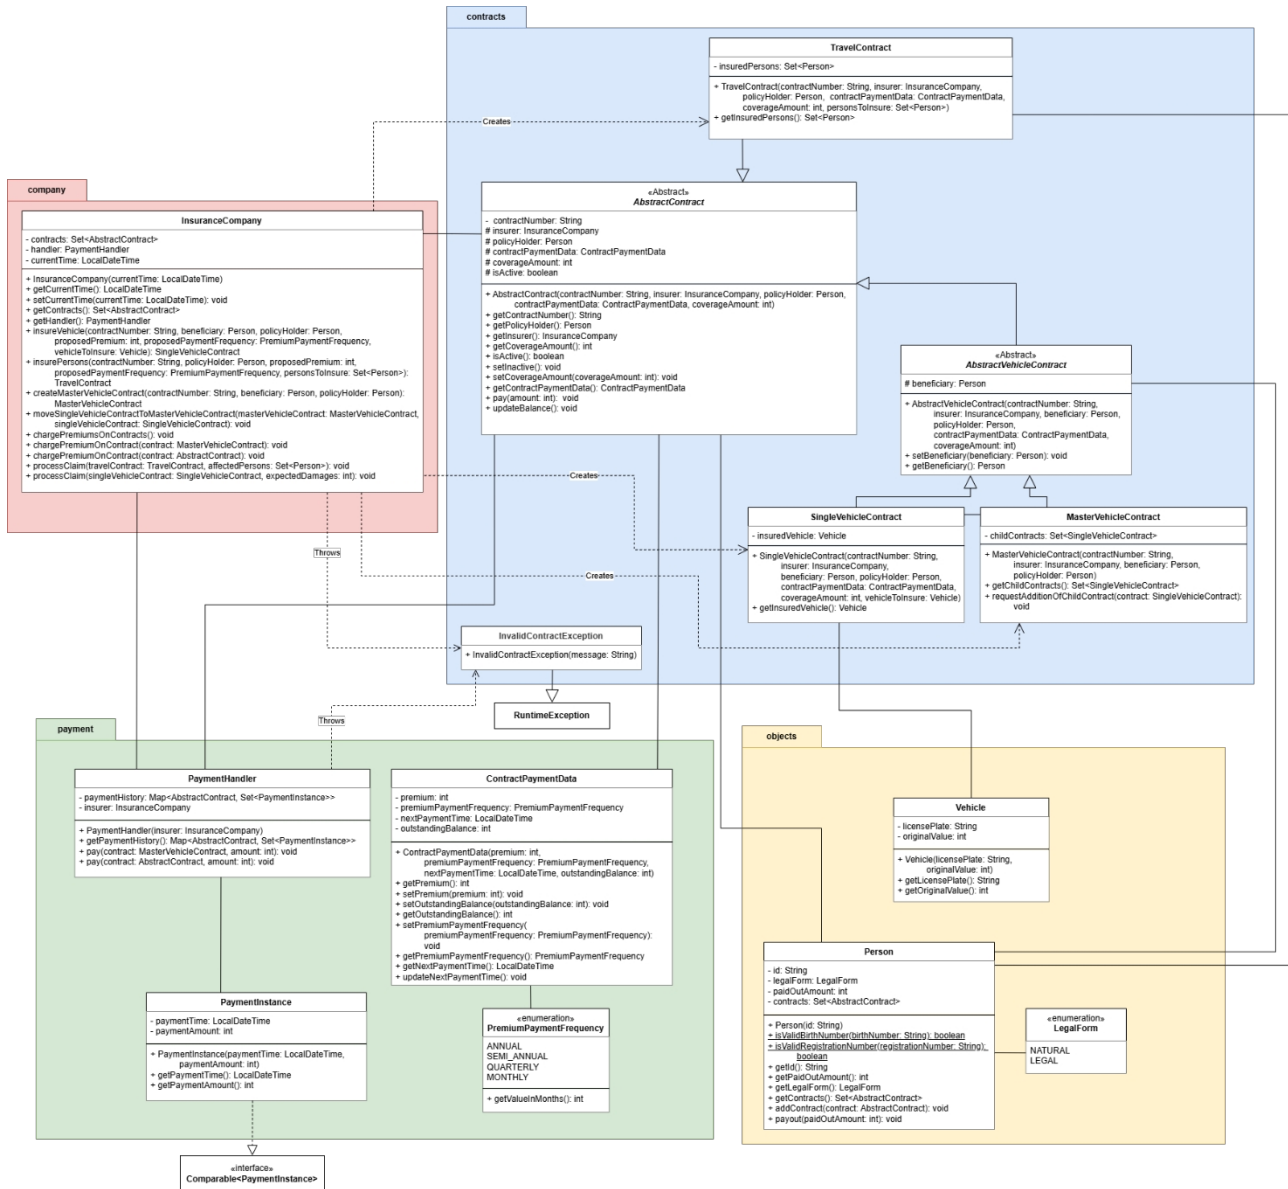 contracts
TravelContract
- insuredPersons: Set<Person>
+ TravelContract(contractNumber: String, insurer: InsuranceCompany,
policyHolder: Person, contractPaymentData: ContractPaymentData,
coverageAmount: int, personsToInsure: Set<Person>)
+ getInsuredPersons(): Set<Person>
Creates
company
InsuranceCompany
- contracts: Set<AbstractContract>
- handler: PaymentHandler
- currentTime: LocalDateTime
+ InsuranceCompany(currentTime: LocalDateTime)
+ getCurrentTime(): LocalDateTime
+ setCurrentTime(currentTime: LocalDateTime): void
+ getContracts(): Set<AbstractContract>
+ getHandler(): PaymentHandler
+ insureVehicle(contractNumber: String, beneficiary: Person, policyHolder: Person,
proposedPremium: int, proposedPaymentFrequency: PremiumPaymentFrequency,
vehicleToInsure: Vehicle): SingleVehicleContract
+ insurePersons(contractNumber: String, policyHolder: Person, proposedPremium: int,
proposedPaymentFrequency: PremiumPaymentFrequency, personsToInsure: Set<Person>):
TravelContract
+ createMasterVehicleContract(contractNumber: String, beneficiary: Person, policyHolder: Person):
MasterVehicleContract
+ moveSingleVehicleContractToMasterVehicleContract(masterVehicleContract: MasterVehicleContract,
singleVehicleContract: SingleVehicleContract): void
+ chargePremiumsOnContracts(): void
+ chargePremiumOnContract(contract: MasterVehicleContract): void
+ chargePremiumOnContract(contract: AbstractContract): void
+ processClaim(travelContract: TravelContract, affectedPersons: Set<Person>): void
+ processClaim(singleVehicleContract: SingleVehicleContract, expectedDamages: int): void
«Abstract»
AbstractContract
- contractNumber: String
# insurer: InsuranceCompany
# policyHolder: Person
# contractPaymentData: ContractPaymentData
# coverageAmount: int
# isActive: boolean
+ AbstractContract(contractNumber: String, insurer: InsuranceCompany, policyHolder: Person,
contractPaymentData: ContractPaymentData, coverageAmount: int)
+ getContractNumber(): String
+ getPolicyHolder(): Person
+ getInsurer(): InsuranceCompany
+ getCoverageAmount(): int
+ isActive(): boolean
+ setInactive(): void
+ setCoverageAmount(coverageAmount: int): void
+ getContractPaymentData(): ContractPaymentData
+ pay(amount: int): void
+ updateBalance(): void
«Abstract»
AbstractVehicleContract
# beneficiary: Person
+ AbstractVehicleContract(contractNumber: String,
insurer: InsuranceCompany, beneficiary: Person,
policyHolder: Person,
contractPaymentData: ContractPaymentData,
coverageAmount: int)
+ setBeneficiary(beneficiary: Person): void
+ getBeneficiary(): Person
Creates
SingleVehicleContract
- insuredVehicle: Vehicle
+ SingleVehicleContract(contractNumber: String,
insurer: InsuranceCompany,
beneficiary: Person, policyHolder: Person,
contractPaymentData: ContractPaymentData,
coverageAmount: int, vehicleToInsure: Vehicle)
+ getInsuredVehicle(): Vehicle
MasterVehicleContract
- childContracts: Set<SingleVehicleContract>
+ MasterVehicleContract(contractNumber: String,
insurer: InsuranceCompany, beneficiary: Person,
policyHolder: Person)
+ getChildContracts(): Set<SingleVehicleContract>
+ requestAdditionOfChildContract(contract: SingleVehicleContract):
void
Throws
Creates
InvalidContractException
+ InvalidContractException(message: String)
RuntimeException
Throws
payment
PaymentHandler
- paymentHistory: Map<AbstractContract, Set<PaymentInstance>>
- insurer: InsuranceCompany
+ PaymentHandler(insurer: InsuranceCompany)
+ getPaymentHistory(): Map<AbstractContract, Set<PaymentInstance>>
+ pay(contract: MasterVehicleContract, amount: int): void
+ pay(contract: AbstractContract, amount: int): void
ContractPaymentData
- premium: int
- premiumPaymentFrequency: PremiumPaymentFrequency
- nextPaymentTime: LocalDateTime
- outstandingBalance: int
+ ContractPaymentData(premium: int,
premiumPaymentFrequency: PremiumPaymentFrequency,
nextPaymentTime: LocalDateTime, outstandingBalance: int)
+ getPremium(): int
+ setPremium(premium: int): void
+ setOutstandingBalance(outstandingBalance: int): void
+ getOutstandingBalance(): int
+ setPremiumPaymentFrequency(
premiumPaymentFrequency: PremiumPaymentFrequency):
void
+ getPremiumPaymentFrequency(): PremiumPaymentFrequency
+ getNextPaymentTime(): LocalDateTime
+ updateNextPaymentTime(): void
PaymentInstance
- paymentTime: LocalDateTime
- paymentAmount: int
+ PaymentInstance(paymentTime: LocalDateTime,
paymentAmount: int)
+ getPaymentTime(): LocalDateTime
+ getPaymentAmount(): int
«enumeration»
PremiumPaymentFrequency
ANNUAL
SEMI_ANNUAL
QUARTERLY
MONTHLY
+ getValueInMonths(): int
«interface»
Comparable<PaymentInstance>
objects
Vehicle
- licensePlate: String
- originalValue: int
+ Vehicle(licensePlate: String,
originalValue: int)
+ getLicensePlate(): String
+ getOriginalValue(): int
Person
- id: String
- legalForm: LegalForm
- paidOutAmount: int
- contracts: Set<AbstractContract>
+ Person(id: String)
+ isValidBirthNumber(birthNumber: String): boolean
+ isValidRegistrationNumber(registrationNumber: String):
boolean
+ getId(): String
+ getPaidOutAmount(): int
+ getLegalForm(): LegalForm
+ getContracts(): Set<AbstractContract>
+ addContract(contract: AbstractContract): void
+ payout(paidOutAmount: int): void
«enumeration»
LegalForm
NATURAL
LEGAL